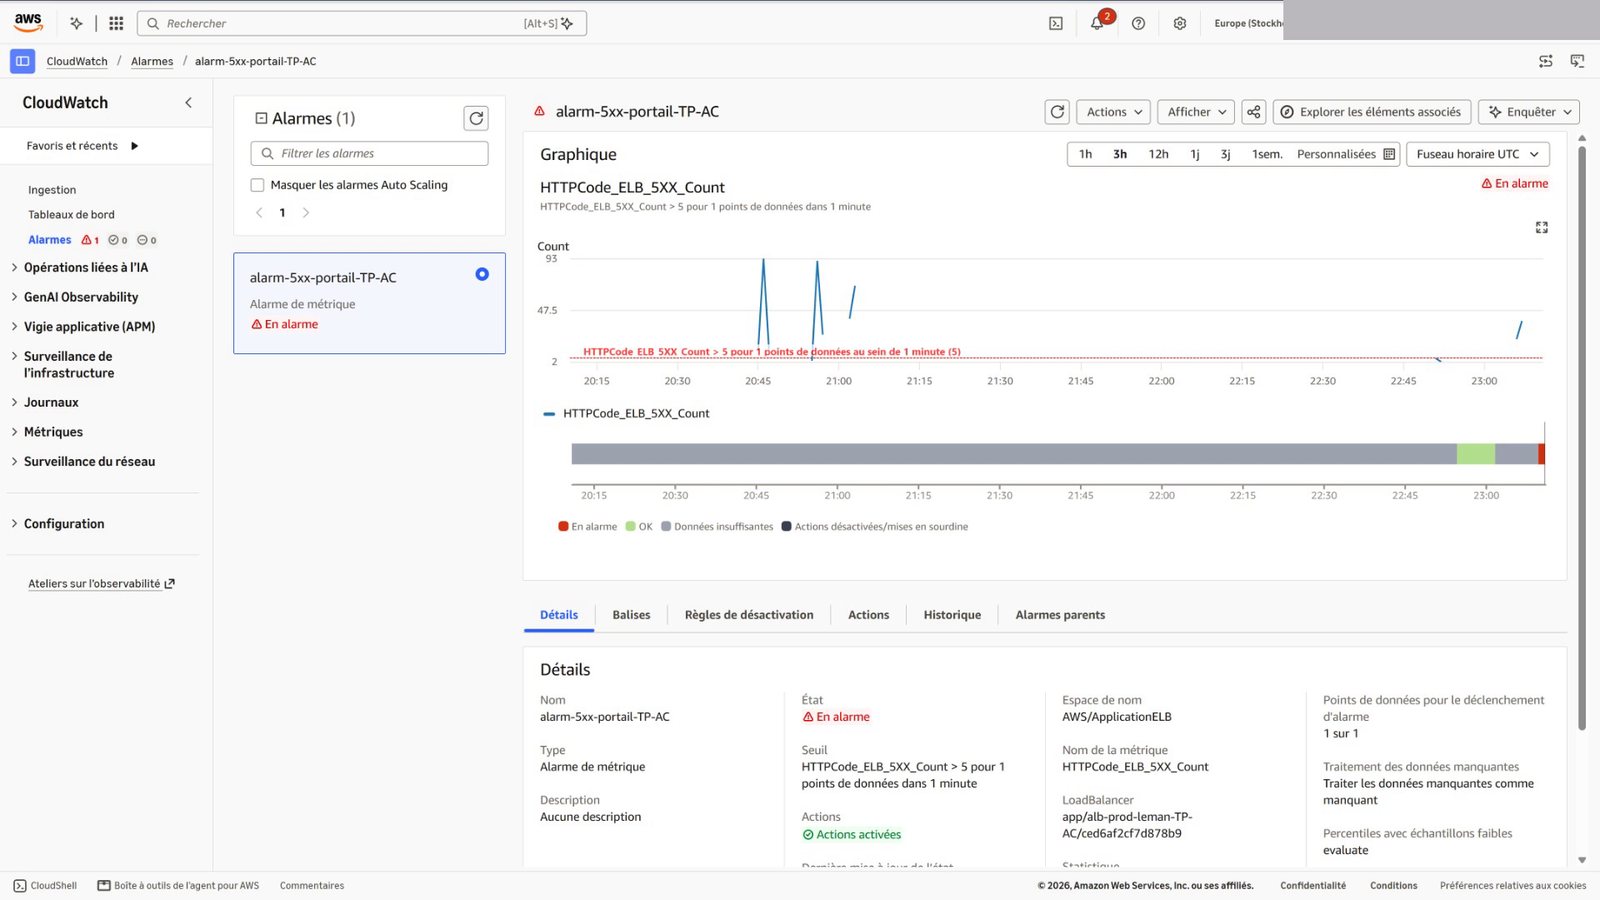 aws
Rechercher
[Alt+S]
2
Europe (Stockh
CloudWatch / Alarmes / alarm-5xx-portail-TP-AC
CloudWatch
Favoris et récents
Ingestion
Tableaux de bord
Alarmes 1 0 0
Opérations liées à l'IA
GenAI Observability
Vigie applicative (APM)
Surveillance de
l'infrastructure
Journaux
Métriques
Surveillance du réseau
Configuration
Ateliers sur l'observabilité
Alarmes (1)
Filtrer les alarmes
Masquer les alarmes Auto Scaling
1
alarm-5xx-portail-TP-AC
Alarme de métrique
En alarme
alarm-5xx-portail-TP-AC
Actions
Afficher
Explorer les éléments associés
Enquêter
Graphique
1h 3h 12h 1j 3j 1sem. Personnalisées
Fuseau horaire UTC
HTTPCode_ELB_5XX_Count
En alarme
HTTPCode_ELB_5XX_Count > 5 pour 1 points de données dans 1 minute
Count
93
47.5
2
HTTPCode_ELB_5XX_Count > 5 pour 1 points de données au sein de 1 minute (5)
20:15 20:30 20:45 21:00 21:15 21:30 21:45 22:00 22:15 22:30 22:45 23:00
HTTPCode_ELB_5XX_Count
20:15 20:30 20:45 21:00 21:15 21:30 21:45 22:00 22:15 22:30 22:45 23:00
En alarme OK Données insuffisantes Actions désactivées/mises en sourdine
Détails Balises Règles de désactivation Actions Historique Alarmes parents
Détails
Nom
alarm-5xx-portail-TP-AC
Type
Alarme de métrique
Description
Aucune description
État
En alarme
Seuil
HTTPCode_ELB_5XX_Count > 5 pour 1
points de données dans 1 minute
Actions
Actions activées
Dernière mise à jour de l'état
Espace de nom
AWS/ApplicationELB
Nom de la métrique
HTTPCode_ELB_5XX_Count
LoadBalancer
app/alb-prod-leman-TP-
AC/ced6af2cf7d878b9
Statistique
Points de données pour le déclenchement
d'alarme
1 sur 1
Traitement des données manquantes
Traiter les données manquantes comme
manquant
Percentiles avec échantillons faibles
evaluate
CloudShell
Boîte à outils de l'agent pour AWS
Commentaires
© 2026, Amazon Web Services, Inc. ou ses affiliés.
Confidentialité
Conditions
Préférences relatives aux cookies